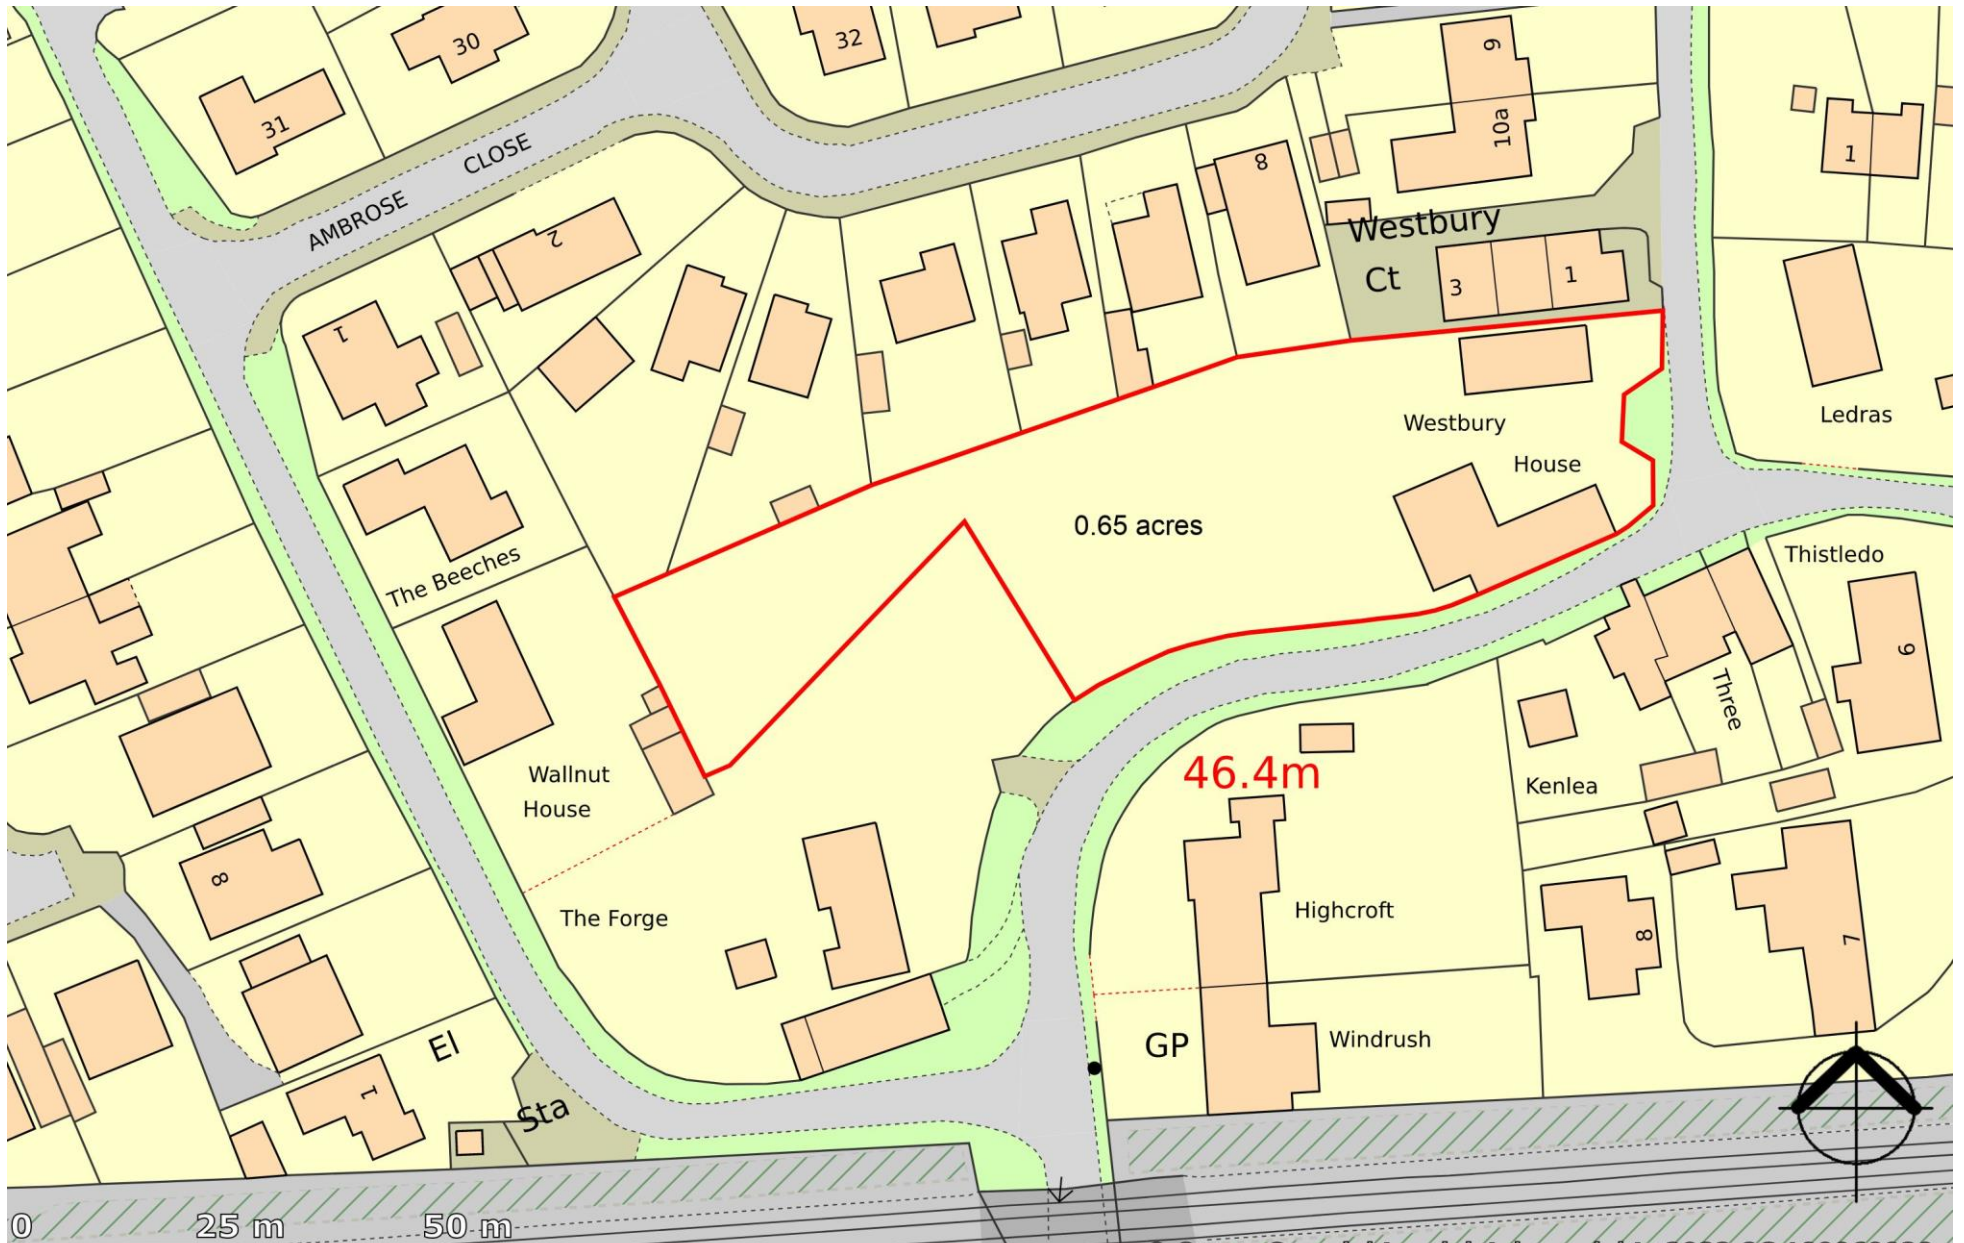 30
32
9
31
10a
1
AMBROSE CLOSE
8
2
Westbury
Ct
3
1
1
Westbury
House
Ledras
0.65 acres
The Beeches
Thistledo
9
Three
Wallnut
House
46.4m
Kenlea
8
The Forge
Highcroft
8
7
El
GP
Windrush
1
Sta
0
25 m
50 m